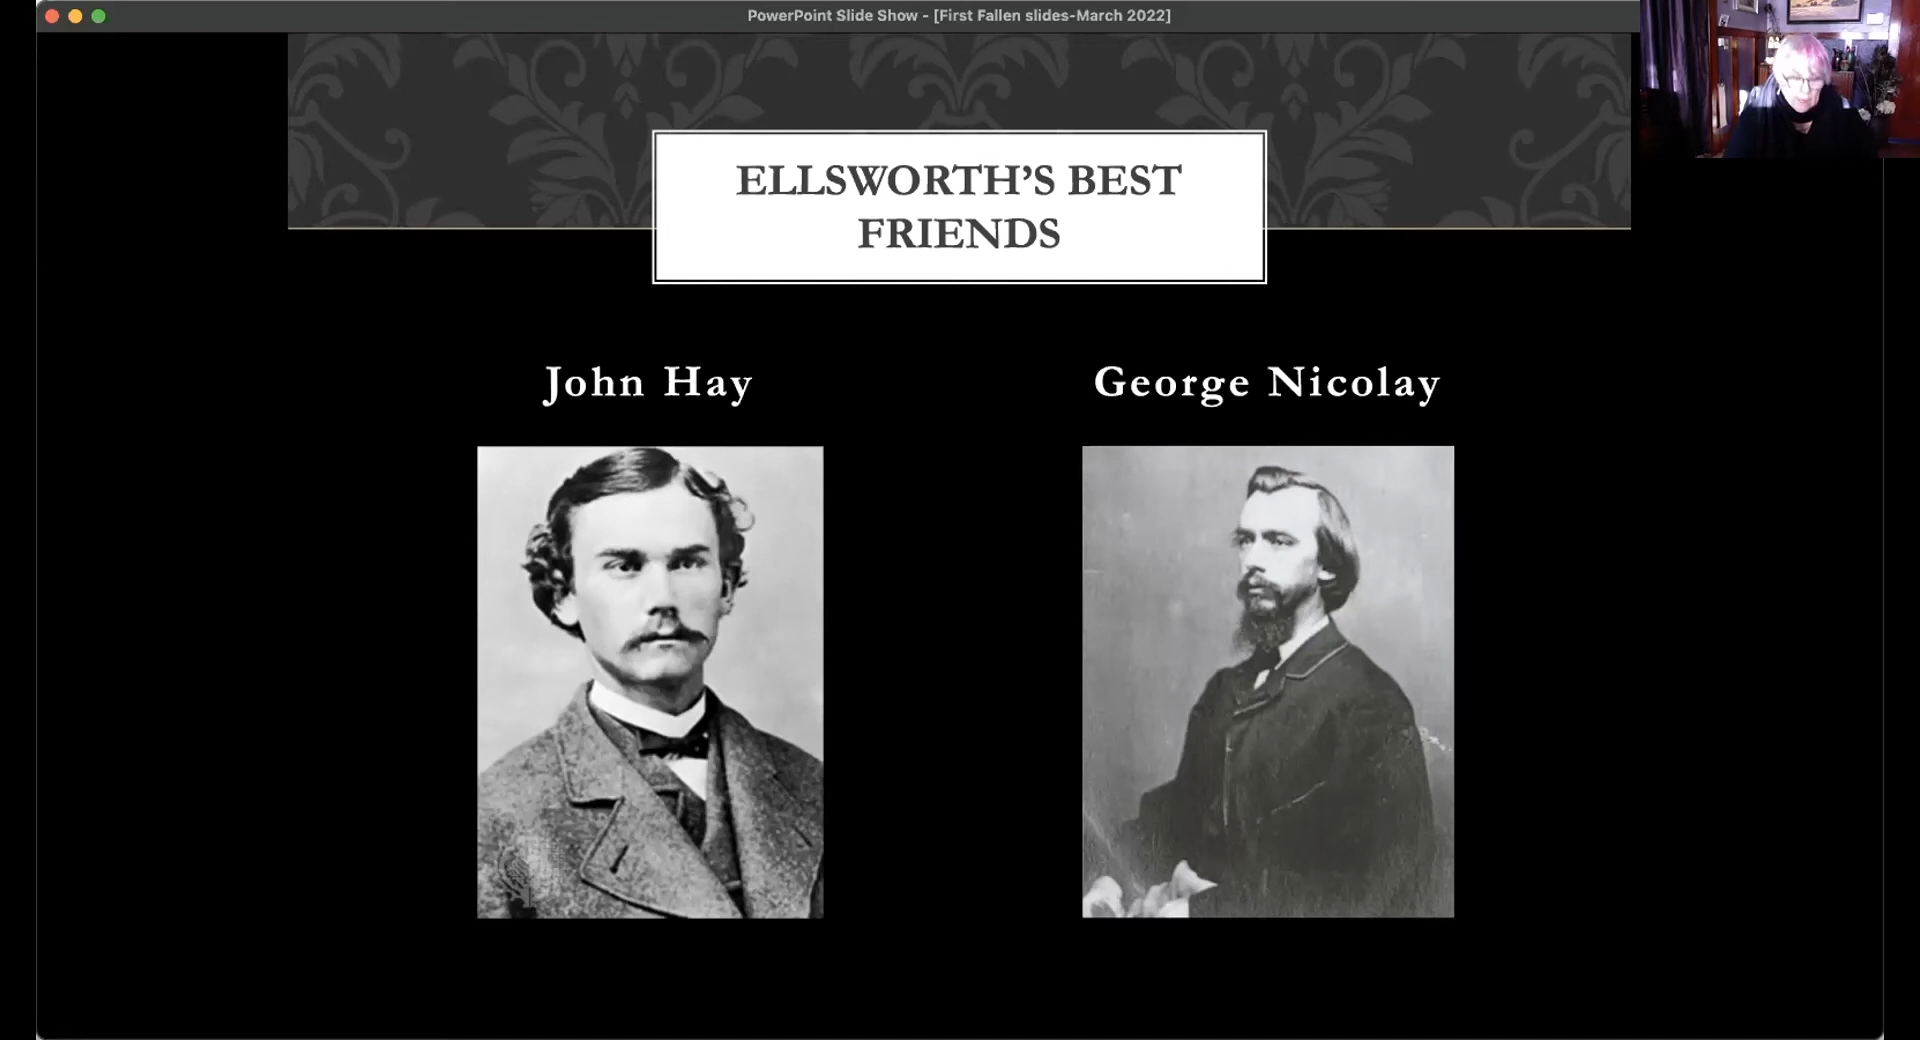 PowerPoint Slide Show - [First Fallen slides-March 2022]
ELLSWORTH’S BEST
FRIENDS
John Hay
George Nicolay